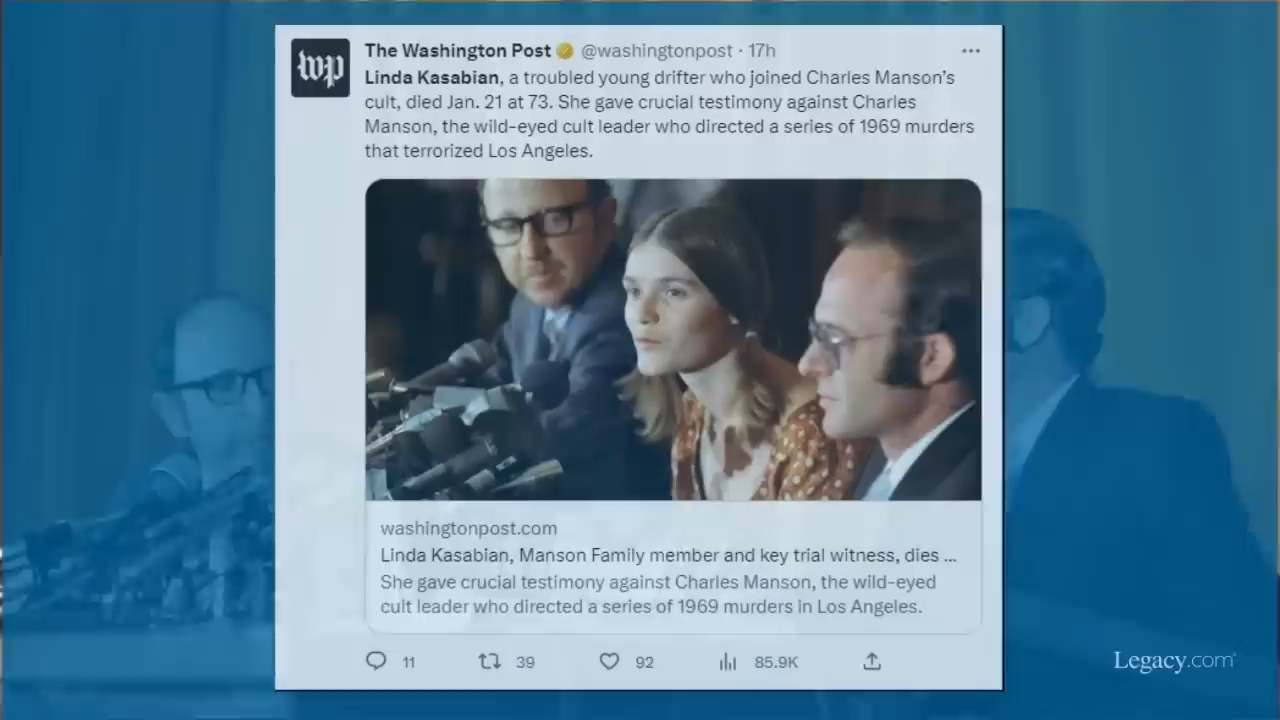 wp
The Washington Post @washingtonpost · 17h ...
Linda Kasabian, a troubled young drifter who joined Charles Manson’s
cult, died Jan. 21 at 73. She gave crucial testimony against Charles
Manson, the wild-eyed cult leader who directed a series of 1969 murders
that terrorized Los Angeles.
washingtonpost.com
Linda Kasabian, Manson Family member and key trial witness, dies ...
She gave crucial testimony against Charles Manson, the wild-eyed
cult leader who directed a series of 1969 murders in Los Angeles.
11 39 92 85.9K
Legacy.com